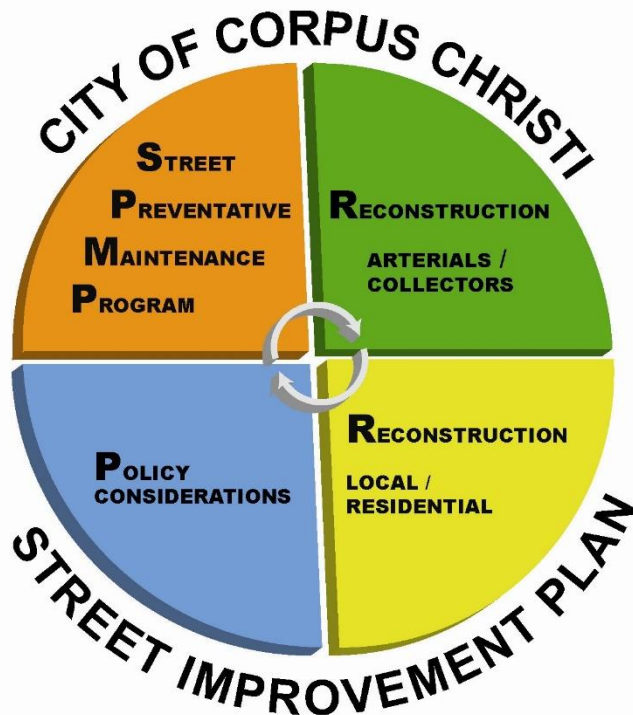 CITY OF CORPUS CHRISTI
STREET
PREVENTATIVE
MAINTENANCE
PROGRAM
RECONSTRUCTION
ARTERIALS /
COLLECTORS
POLICY
CONSIDERATIONS
RECONSTRUCTION
LOCAL /
RESIDENTIAL
STREET IMPROVEMENT PLAN